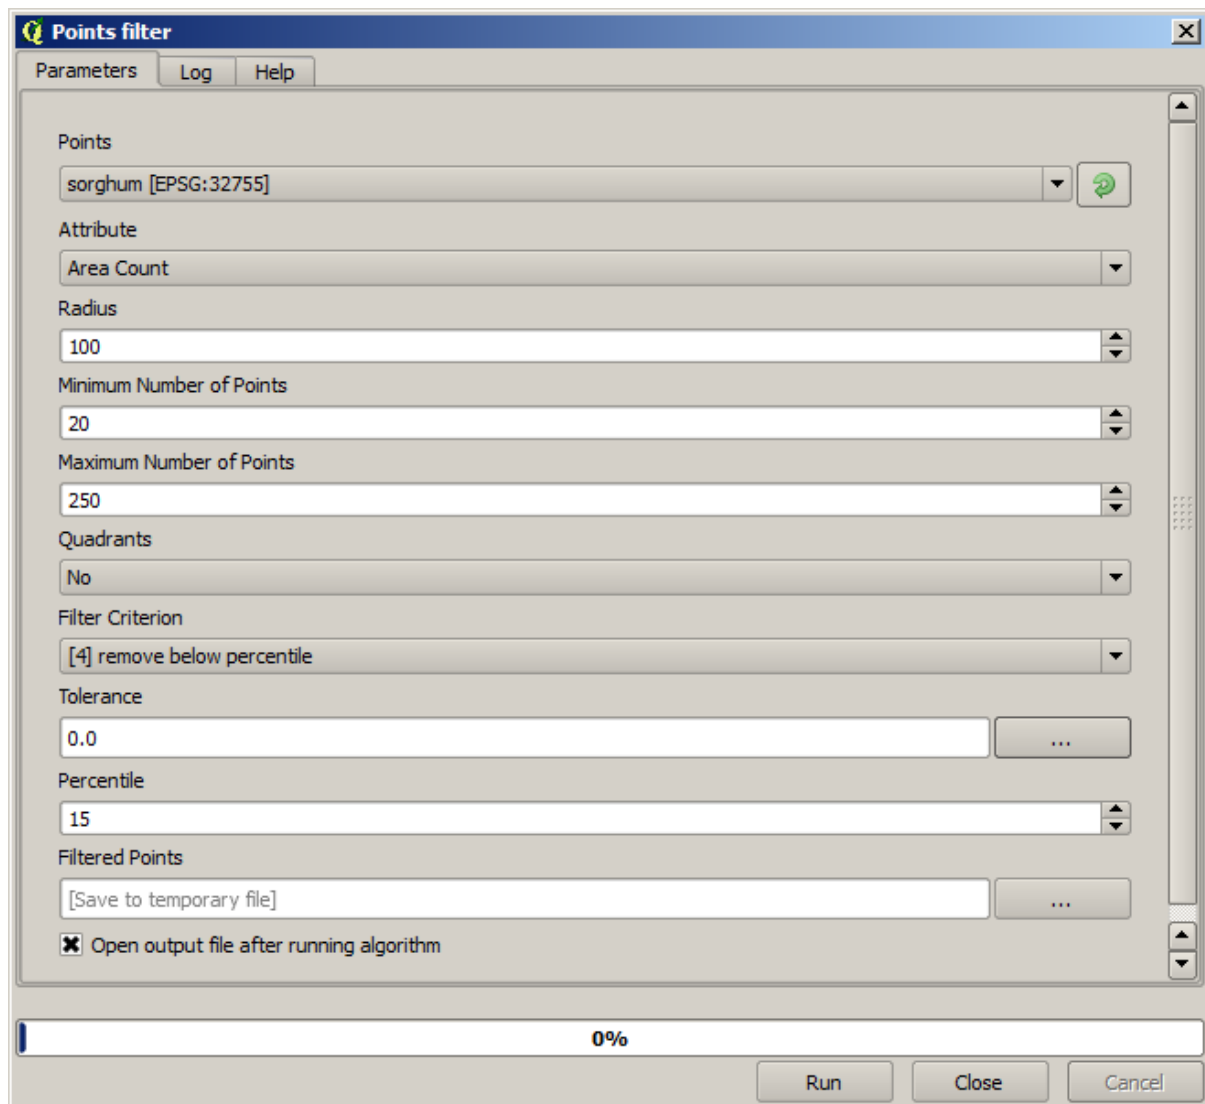 Points filter
Parameters Log Help
Points
sorghum [EPSG:32755]
Attribute
Area Count
Radius
100
Minimum Number of Points
20
Maximum Number of Points
250
Quadrants
No
Filter Criterion
[4] remove below percentile
Tolerance
0.0 ...
Percentile
15
Filtered Points
[Save to temporary file] ...
Open output file after running algorithm
0%
Run Close Cancel